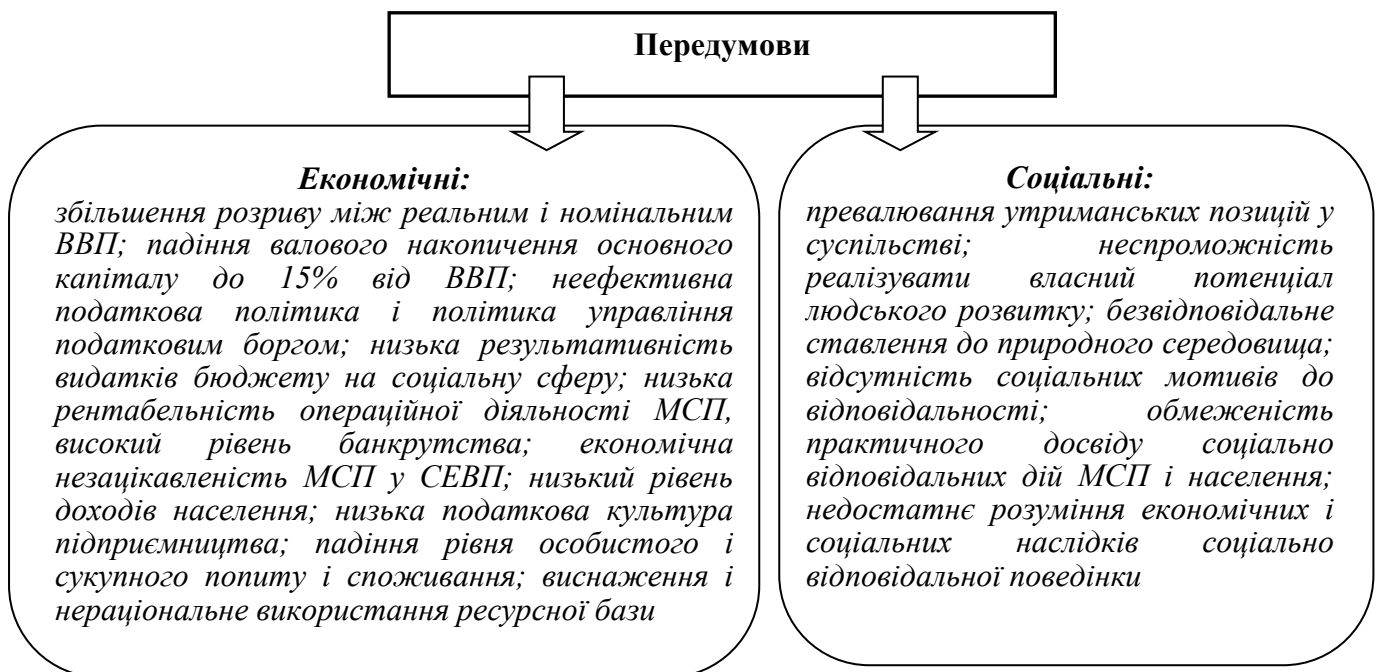 Передумови
Економічні:
збільшення розриву між реальним і номінальним
ВВП; падіння валового накопичення основного
капіталу до 15% від ВВП; неефективна
податкова політика і політика управління
податковим боргом; низька результативність
видатків бюджету на соціальну сферу; низька
рентабельність операційної діяльності МСП,
високий рівень банкрутства; економічна
незацікавленість МСП у СЕВП; низький рівень
доходів населення; низька податкова культура
підприємництва; падіння рівня особистого і
сукупного попиту і споживання; виснаження і
нераціональне використання ресурсної бази
Соціальні:
превалювання утриманських позицій у
суспільстві; неспроможність
реалізувати власний потенціал
людського розвитку; безвідповідальне
ставлення до природного середовища;
відсутність соціальних мотивів до
відповідальності; обмеженість
практичного досвіду соціально
відповідальних дій МСП і населення;
недостатнє розуміння економічних і
соціальних наслідків соціально
відповідальної поведінки